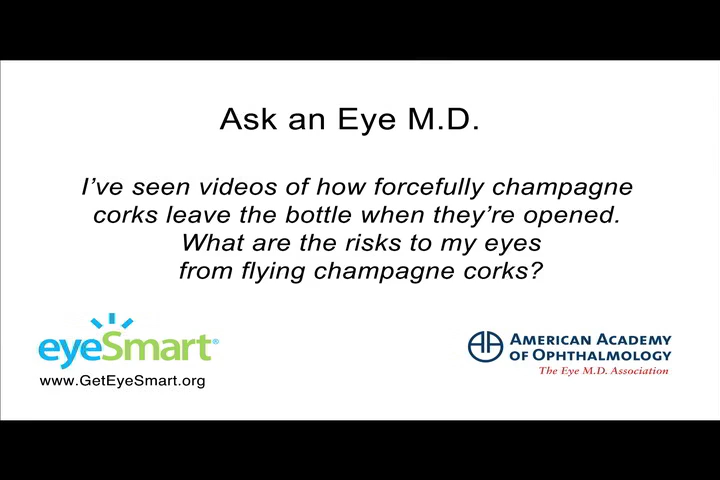 Ask an Eye M.D.
I've seen videos of how forcefully champagne
corks leave the bottle when they're opened.
What are the risks to my eyes
from flying champagne corks?
eyeSmart®
www.GetEyeSmart.org
AMERICAN ACADEMY
OF OPHTHALMOLOGY
The Eye M.D. Association